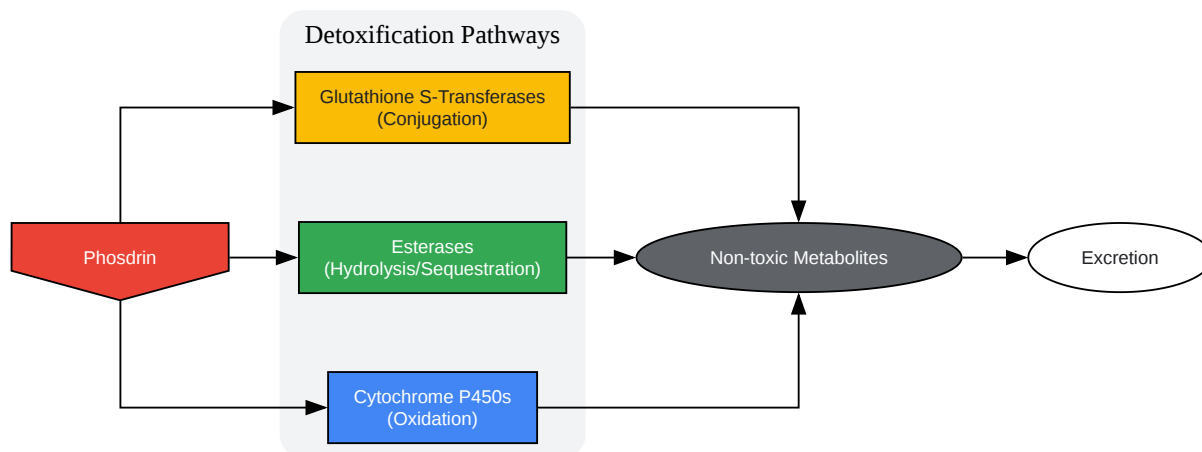 Detoxification Pathways
Glutathione S-Transferases
(Conjugation)
Phosdrin
Esterases
(Hydrolysis/Sequestration)
Non-toxic Metabolites
Excretion
Cytochrome P450s
(Oxidation)